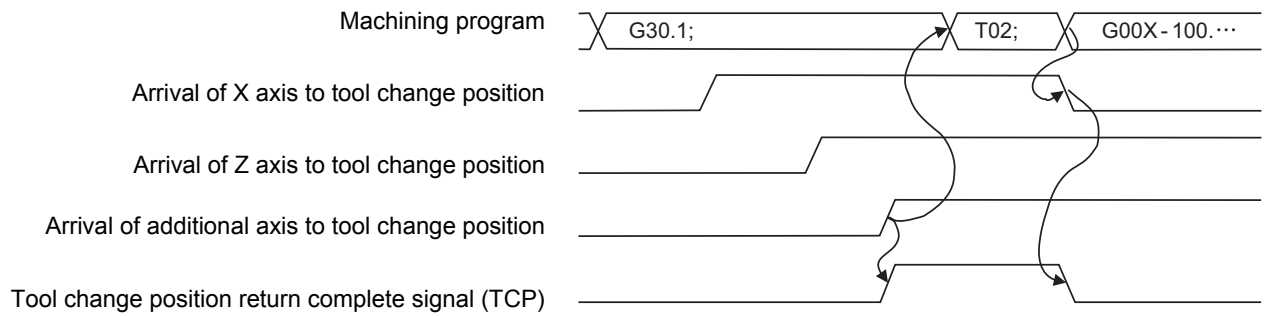 Machining program
G30.1; T02; G00X-100.⋯
Arrival of X axis to tool change position
Arrival of Z axis to tool change position
Arrival of additional axis to tool change position
Tool change position return complete signal (TCP)